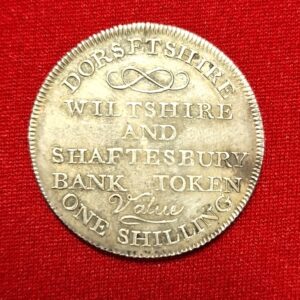 DORSETSHIRE
WILTSHIRE
AND
SHAFTESBURY
BANK TOKEN
Value
ONE SHILLING